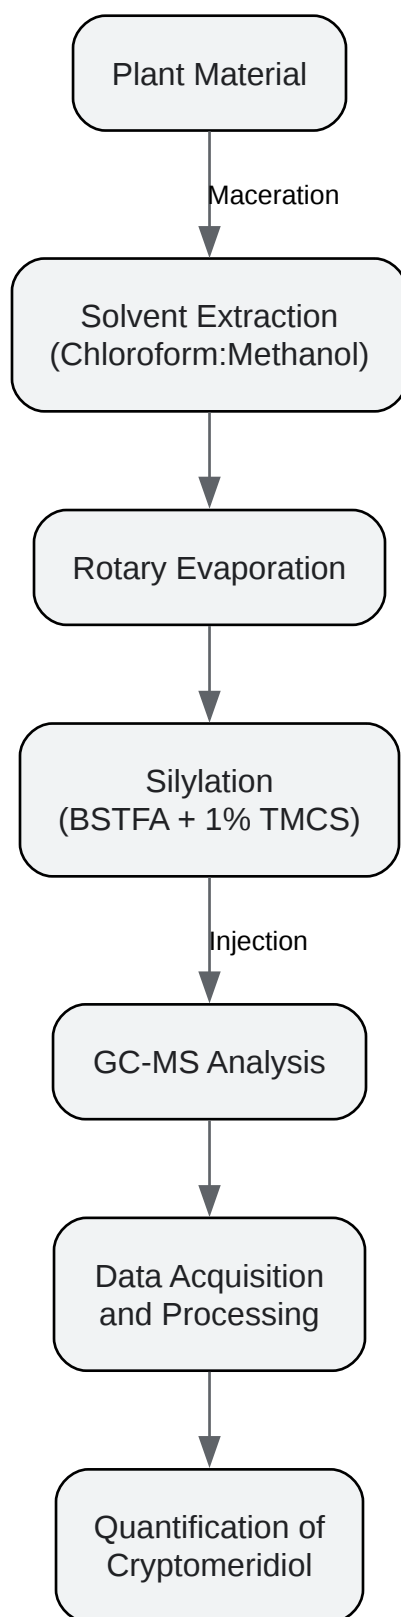 Plant Material
Maceration
Solvent Extraction
(Chloroform:Methanol)
Rotary Evaporation
Silylation
(BSTFA + 1% TMCS)
Injection
GC-MS Analysis
Data Acquisition
and Processing
Quantification of
Cryptomeridiol